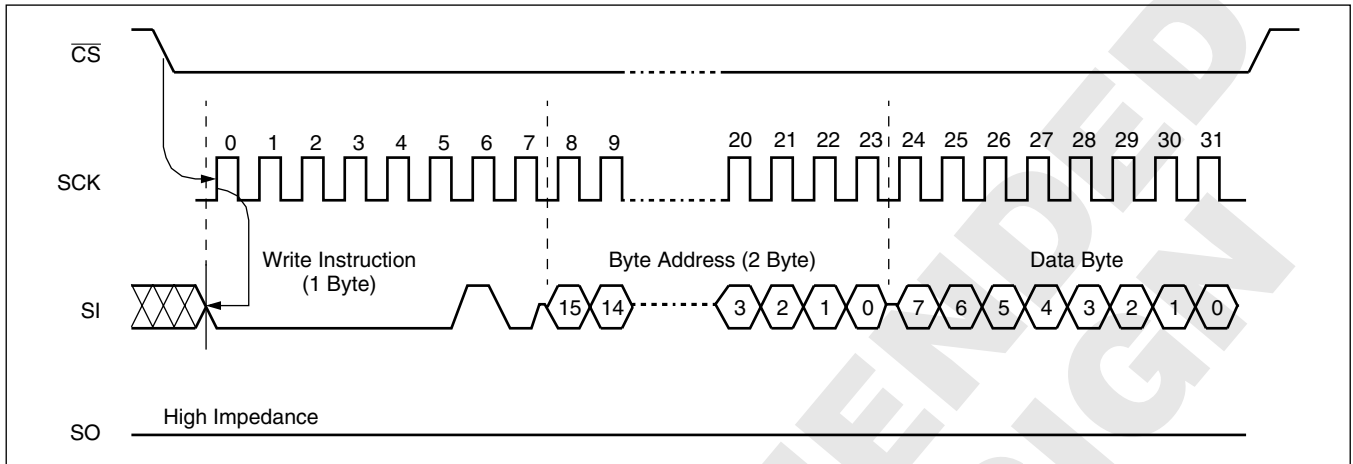 CS
0 1 2 3 4 5 6 7 8 9 20 21 22 23 24 25 26 27 28 29 30 31
SCK
Write Instruction
(1 Byte)
Byte Address (2 Byte)
Data Byte
SI
15 14 3 2 1 0 7 6 5 4 3 2 1 0
High Impedance
SO